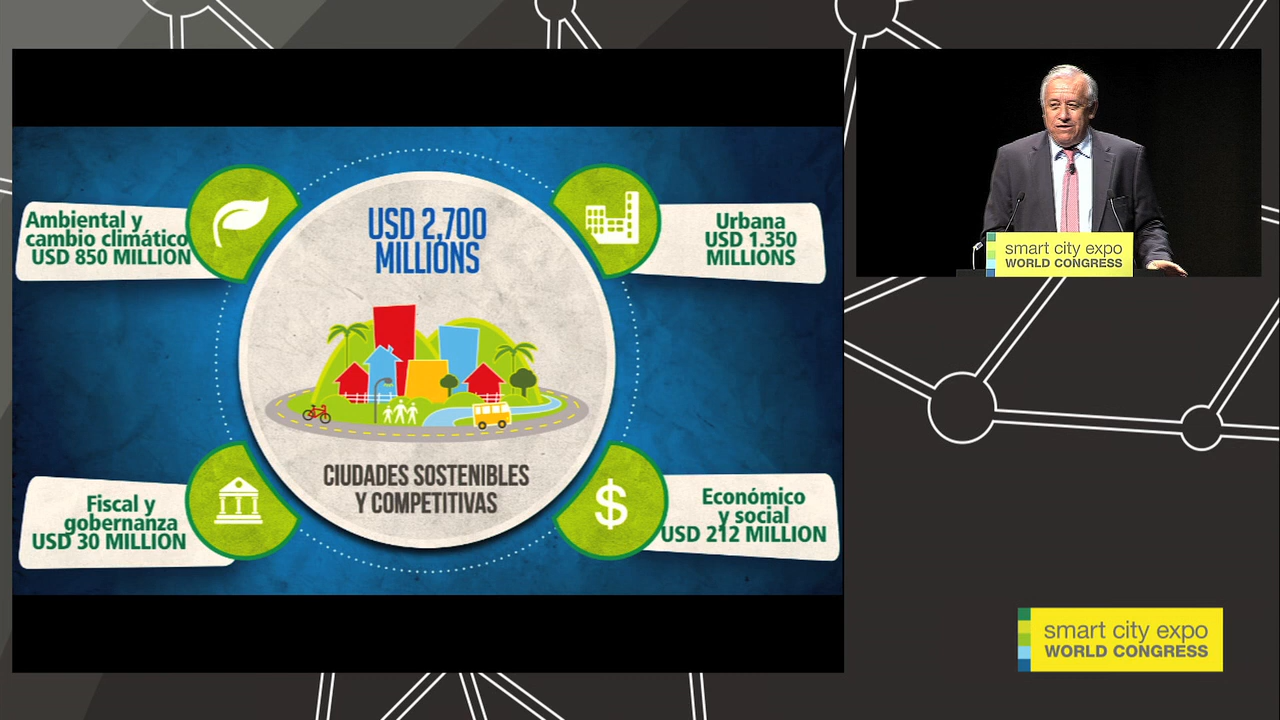 Ambiental y
cambio climático
USD 850 MILLION
USD 2,700
MILLIÓNS
Urbana
USD 1.350
MILLIONS
smart city expo
WORLD CONGRESS
CIUDADES SOSTENIBLES
Y COMPETITIVAS
Fiscal y
gobernanza
USD 30 MILLION
Económico
y social
USD 212 MILLION
smart city expo
WORLD CONGRESS